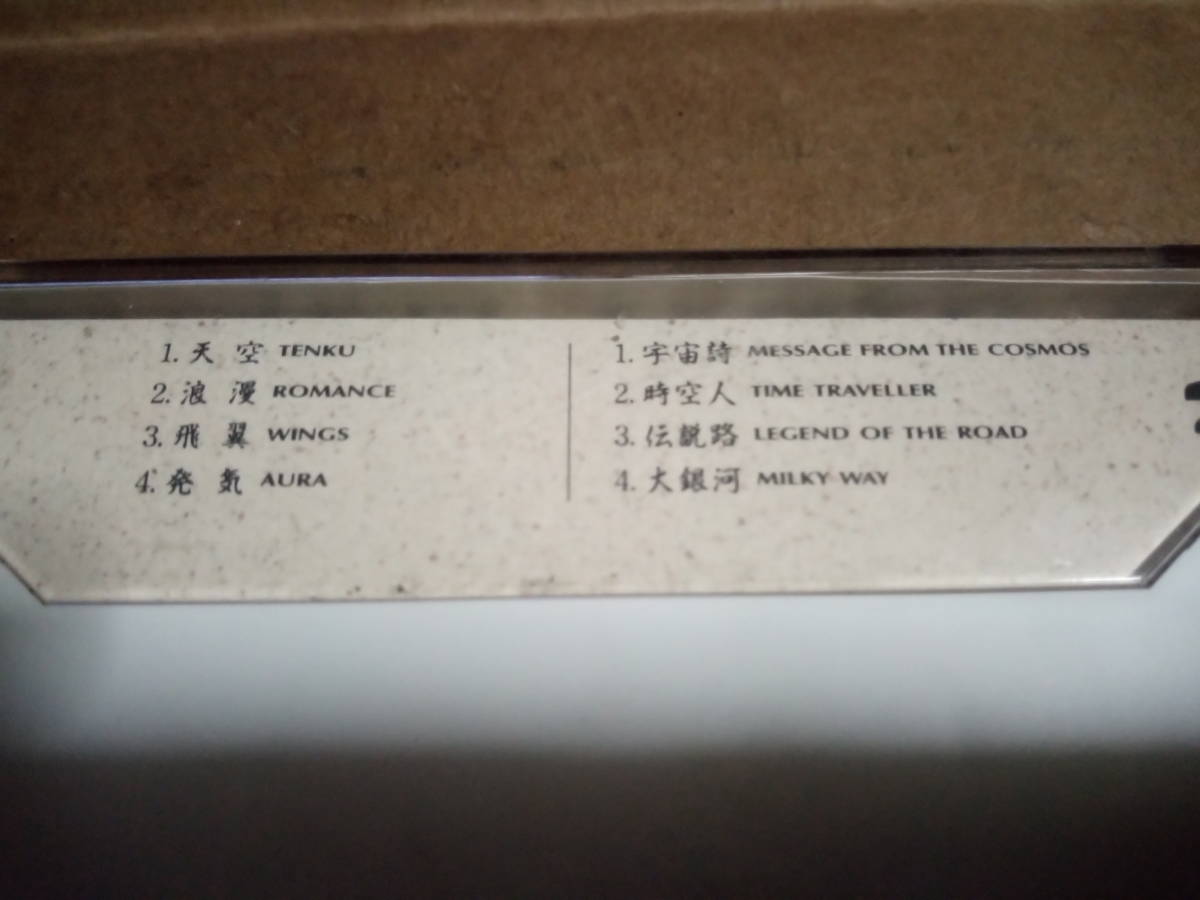 1. 天空 TENKU
2. 浪漫 ROMANCE
3. 飛翼 WINGS
4. 発気 AURA
1. 宇宙詩 MESSAGE FROM THE COSMOS
2. 時空人 TIME TRAVELLER
3. 伝説路 LEGEND OF THE ROAD
4. 大銀河 MILKY WAY